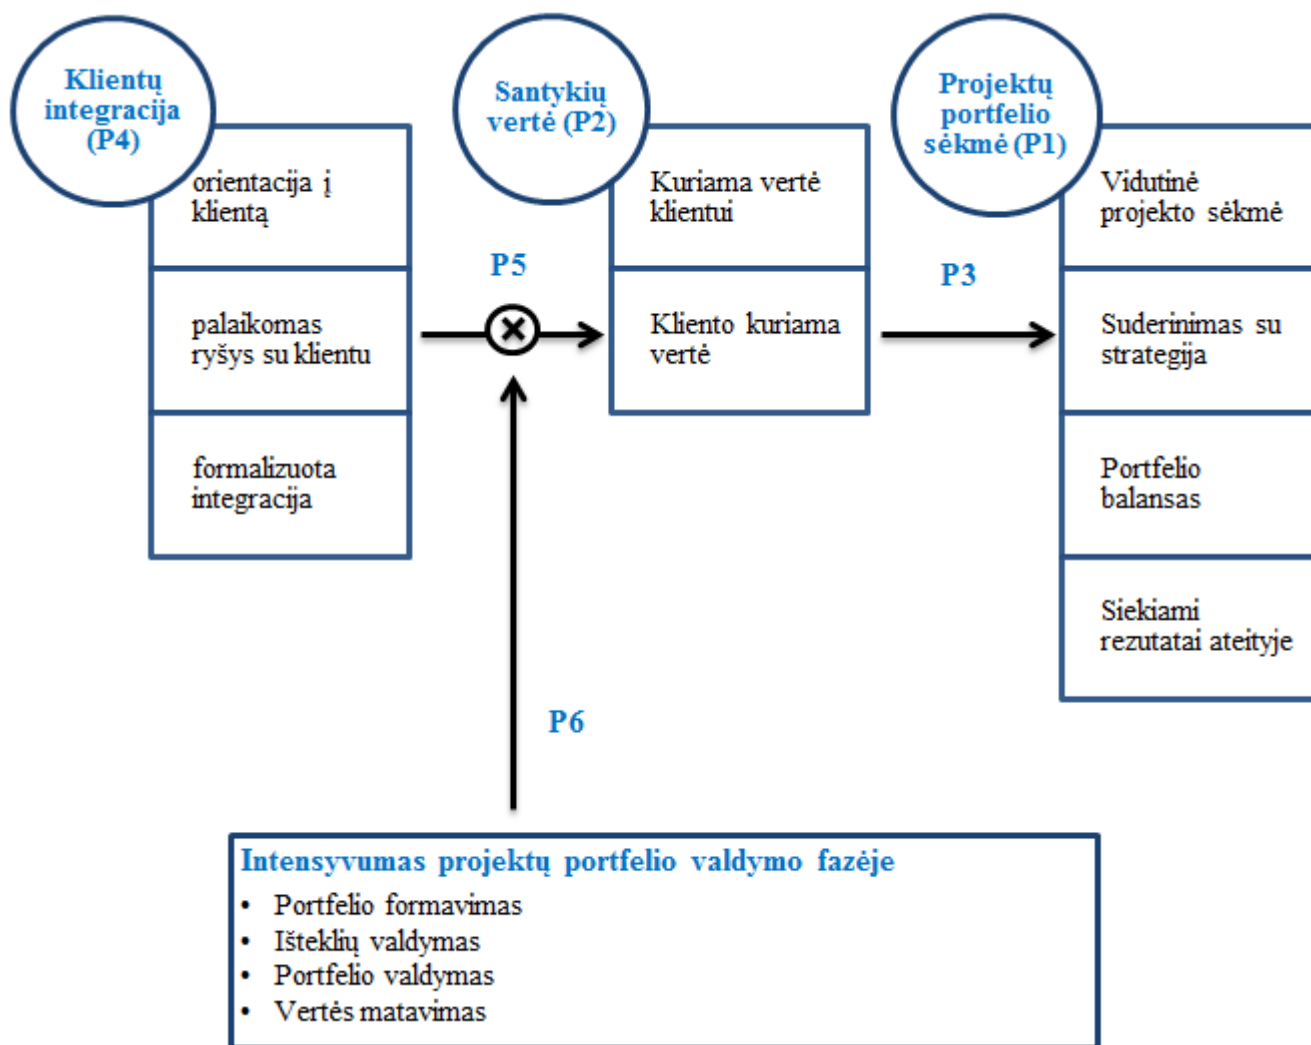 Klientų
integracija
(P4)
orientacija į
klientą
palaikomas
ryšys su klientu
formalizuota
integracija
P5
Santykių
vertė (P2)
Kuriama vertė
klientui
Kliento kuriama
vertė
P3
Projektų
portfelio
sėkmė (P1)
Vidutinė
projekto sėkmė
Suderinimas su
strategija
Portfelio
balansas
Siekiami
rezutatai ateityje
P6
Intensyvumas projektų portfelio valdymo fazėje
• Portfelio formavimas
• Išteklių valdymas
• Portfelio valdymas
• Vertės matavimas